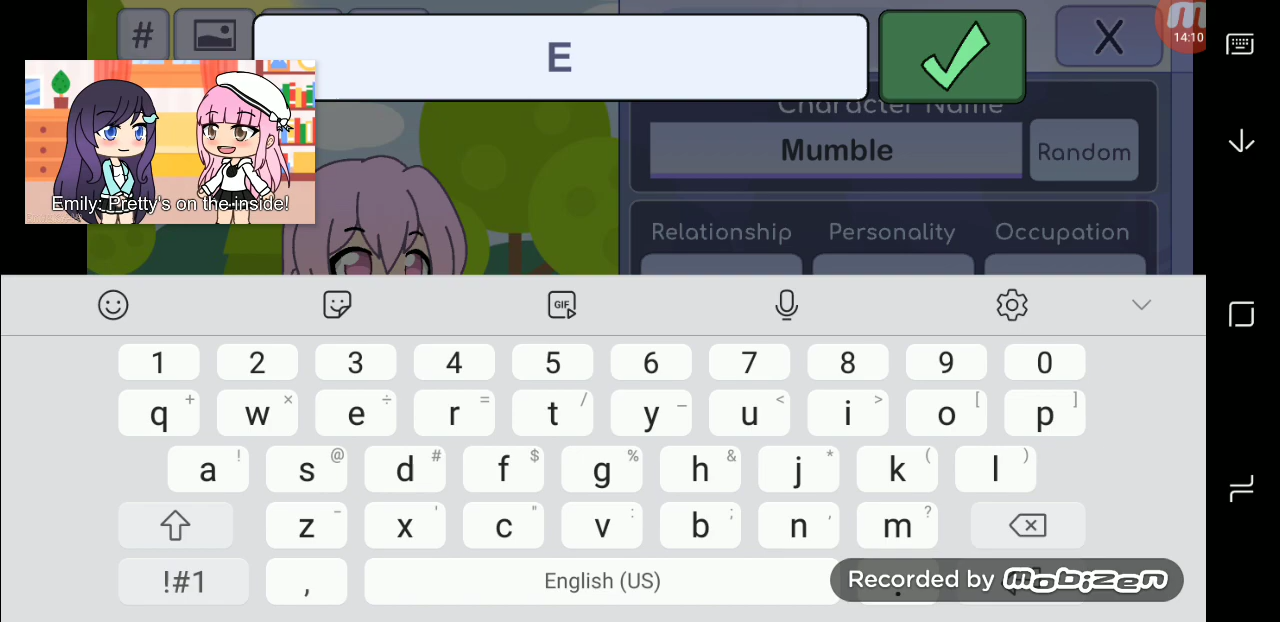 #
E
X
14:10
Character Name
Mumble
Random
Emily: Pretty's on the inside!
Relationship
Personality
Occupation
GIF
1 2 3 4 5 6 7 8 9 0
q + w × e ÷ r = t / y _ u < i > o [ p ]
a ! s @ d # f $ g % h & j * k ( l )
z - x ' c " v : b ; n , m ?
!#1 , English (US) .
Recorded by mobizen